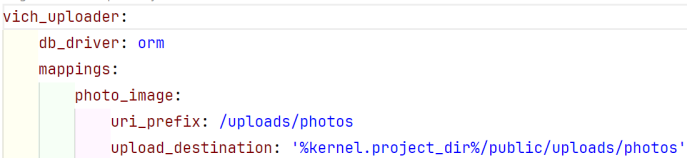 vich_uploader:
    db_driver: orm
    mappings:
        photo_image:
            uri_prefix: /uploads/photos
            upload_destination: '%kernel.project_dir%/public/uploads/photos'